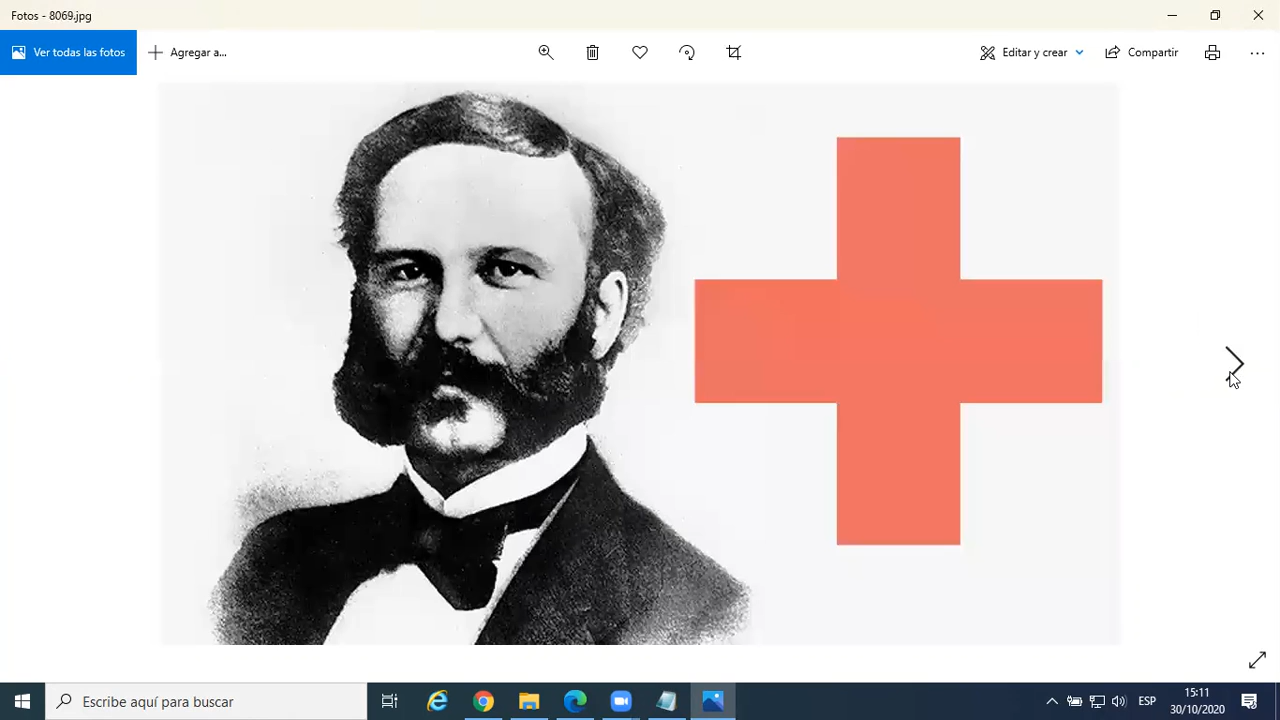 Fotos - 8069.jpg
Ver todas las fotos
Agregar a...
Editar y crear
Compartir
Escribe aquí para buscar
ESP
15:11
30/10/2020